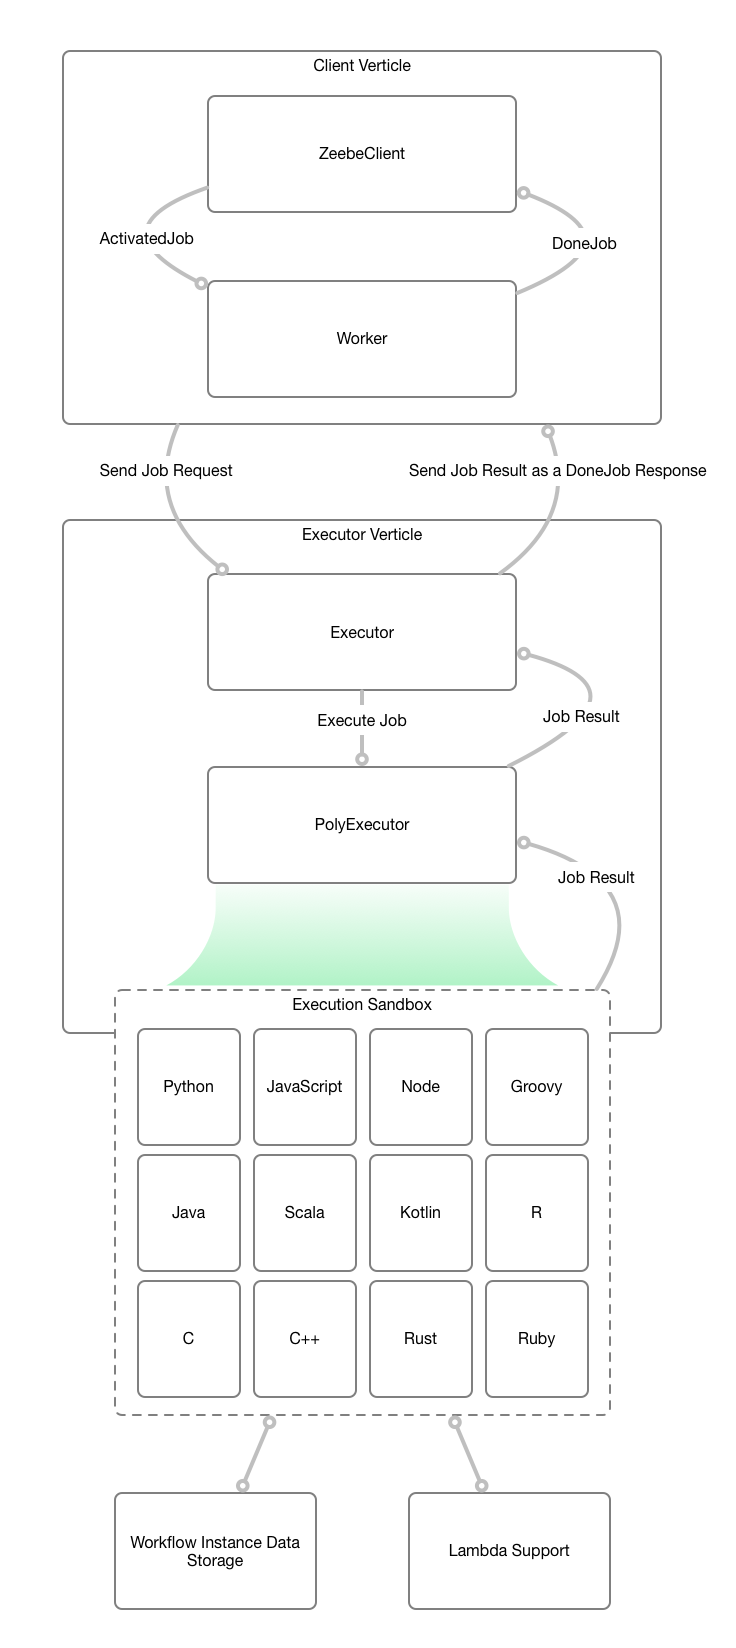 Client Verticle
ZeebeClient
ActivatedJob
DoneJob
Worker
Send Job Request
Send Job Result as a DoneJob Response
Executor Verticle
Executor
Execute Job
Job Result
PolyExecutor
Job Result
Execution Sandbox
Python
JavaScript
Node
Groovy
Java
Scala
Kotlin
R
C
C++
Rust
Ruby
Workflow Instance Data
Storage
Lambda Support